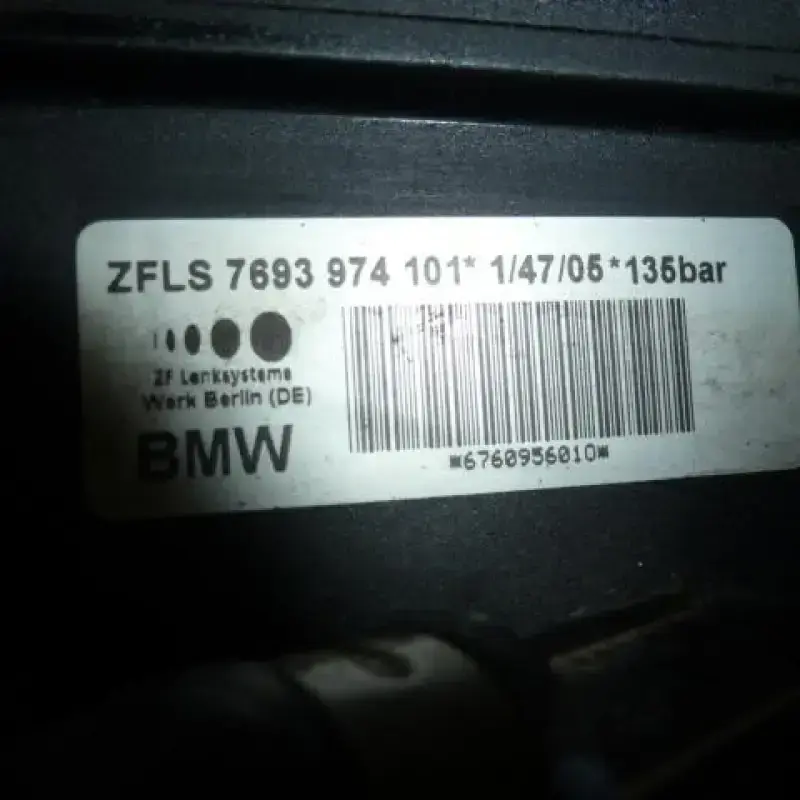 ZFLS 7693 974 101* 1/47/05*135bar
ZF Lenksysteme
Werk Berlin (DE)
BMW
*6760956010*